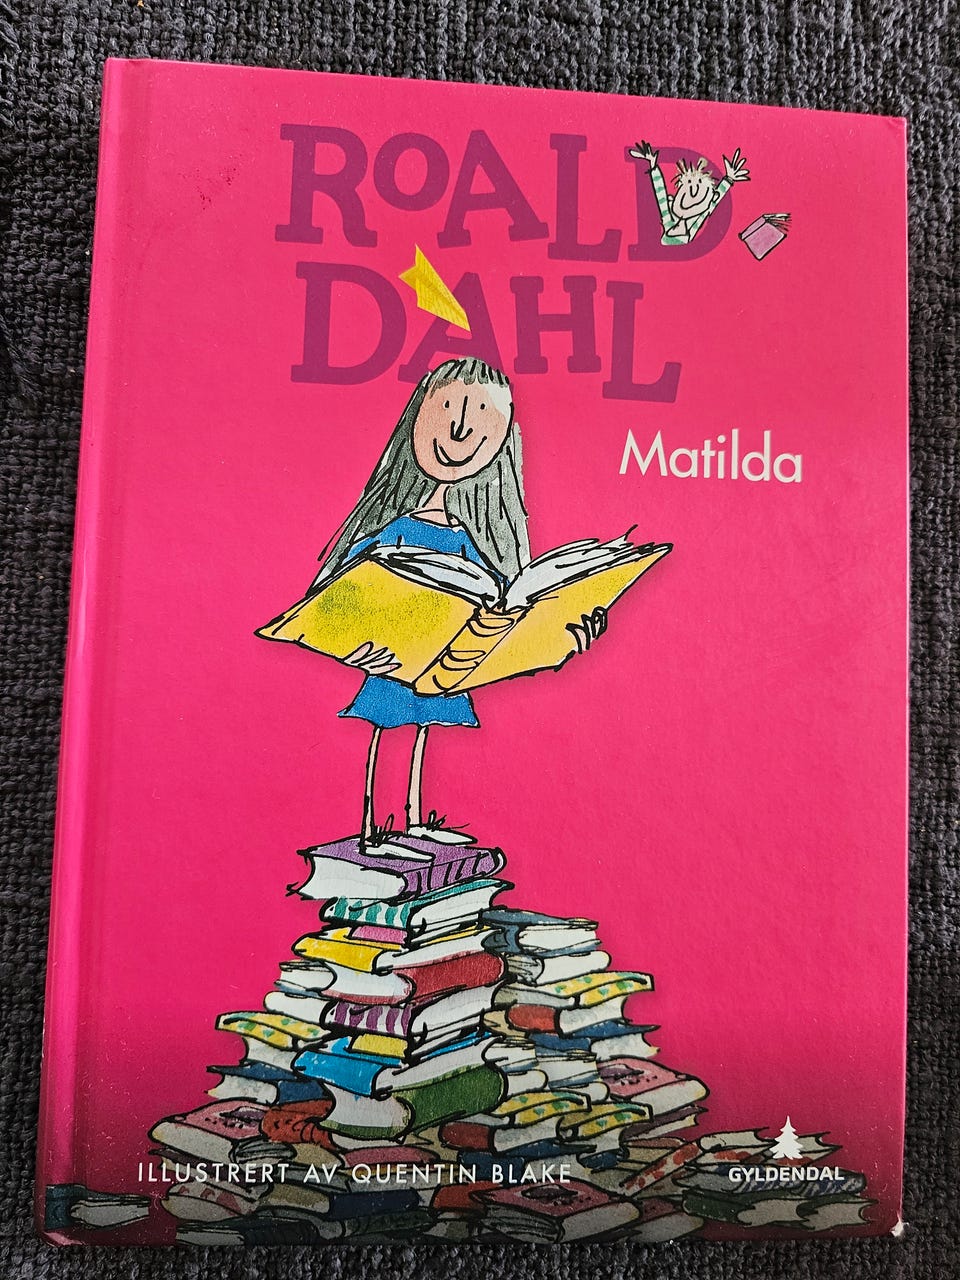 ROALD
DAHL
Matilda
ILLUSTRERT AV QUENTIN BLAKE
GYLDENDAL